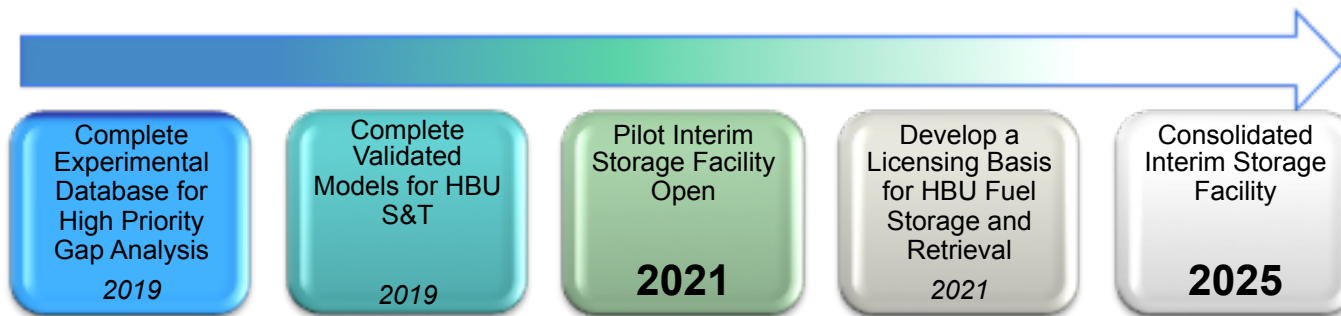 Complete
Experimental
Database for
High Priority
Gap Analysis
2019
Complete
Validated
Models for HBU
S&T
2019
Pilot Interim
Storage Facility
Open
2021
Develop a
Licensing Basis
for HBU Fuel
Storage and
Retrieval
2021
Consolidated
Interim Storage
Facility
2025